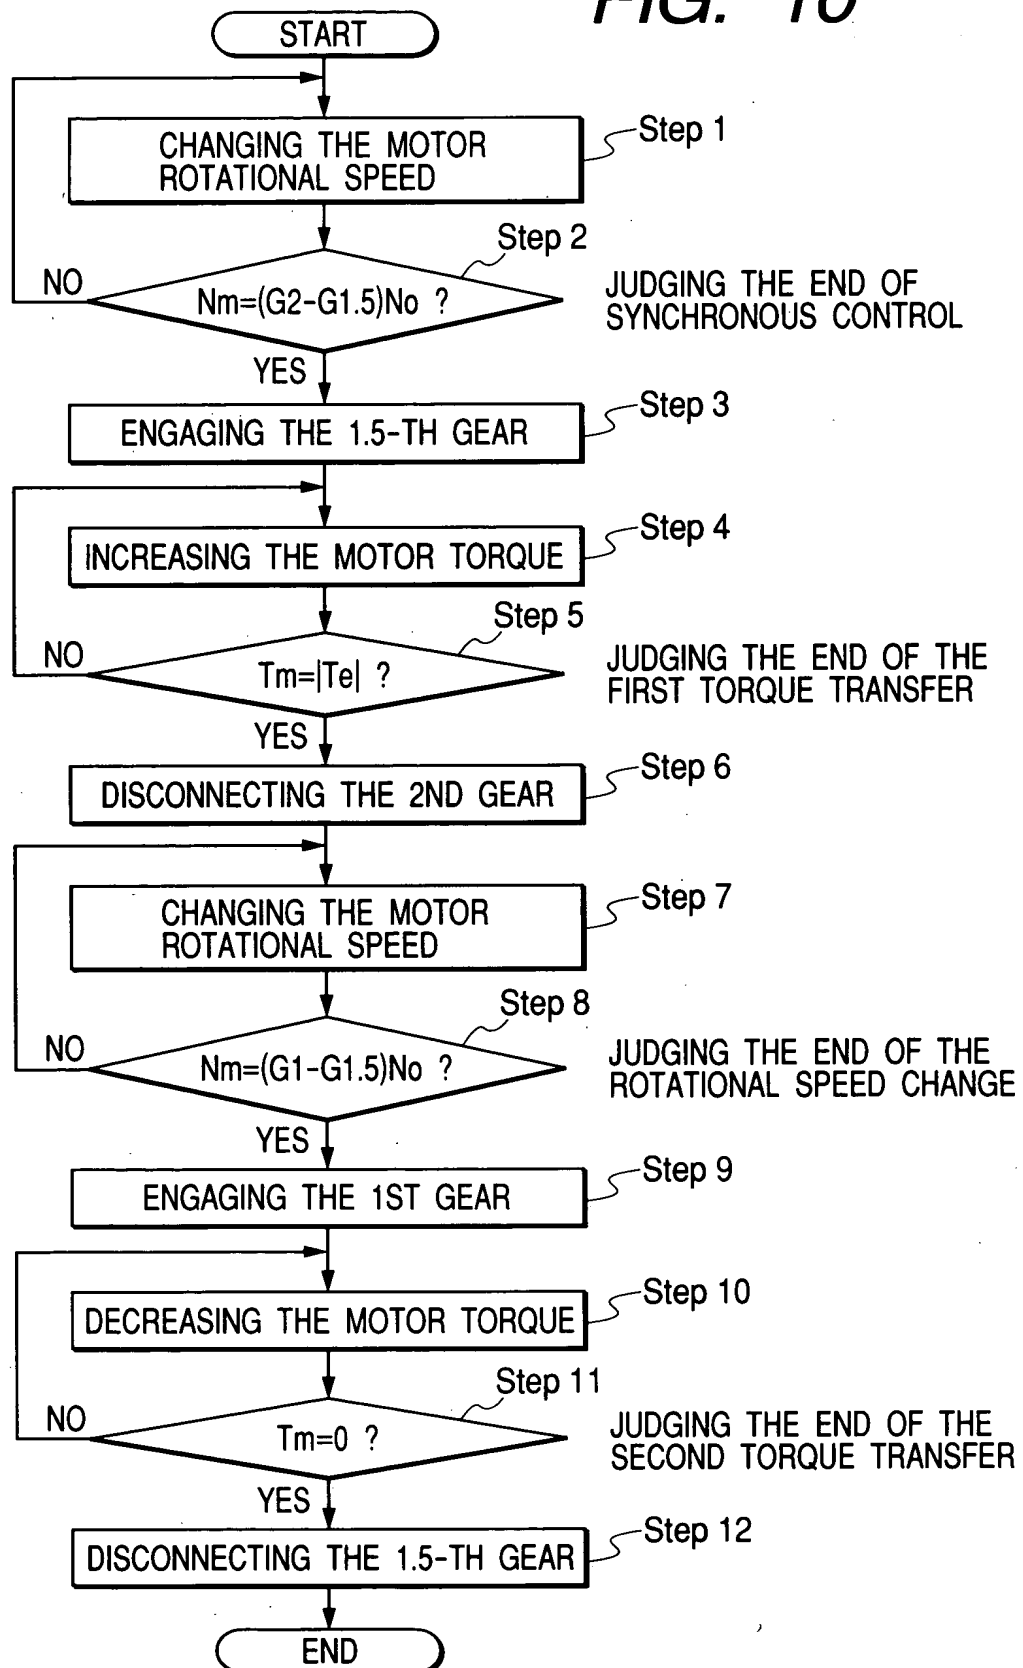 FIG. 10
START
CHANGING THE MOTOR
ROTATIONAL SPEED
Step 1
Step 2
NO
Nm=(G2-G1.5)No ?
JUDGING THE END OF
SYNCHRONOUS CONTROL
YES
ENGAGING THE 1.5-TH GEAR
Step 3
INCREASING THE MOTOR TORQUE
Step 4
Step 5
NO
Tm=|Te| ?
JUDGING THE END OF THE
FIRST TORQUE TRANSFER
YES
DISCONNECTING THE 2ND GEAR
Step 6
CHANGING THE MOTOR
ROTATIONAL SPEED
Step 7
Step 8
NO
Nm=(G1-G1.5)No ?
JUDGING THE END OF THE
ROTATIONAL SPEED CHANGE
YES
ENGAGING THE 1ST GEAR
Step 9
DECREASING THE MOTOR TORQUE
Step 10
Step 11
NO
Tm=0 ?
JUDGING THE END OF THE
SECOND TORQUE TRANSFER
YES
DISCONNECTING THE 1.5-TH GEAR
Step 12
END